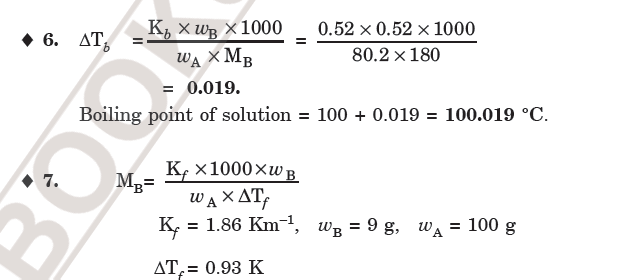 ♦ 6. ΔT_b = K_b × w_B × 1000 / w_A × M_B = 0.52 × 0.52 × 1000 / 80.2 × 180
= 0.019.
Boiling point of solution = 100 + 0.019 = 100.019 °C.
♦ 7. M_B = K_f × 1000 × w_B / w_A × ΔT_f
K_f = 1.86 Km⁻¹, w_B = 9 g, w_A = 100 g
ΔT_f = 0.93 K
BOOK